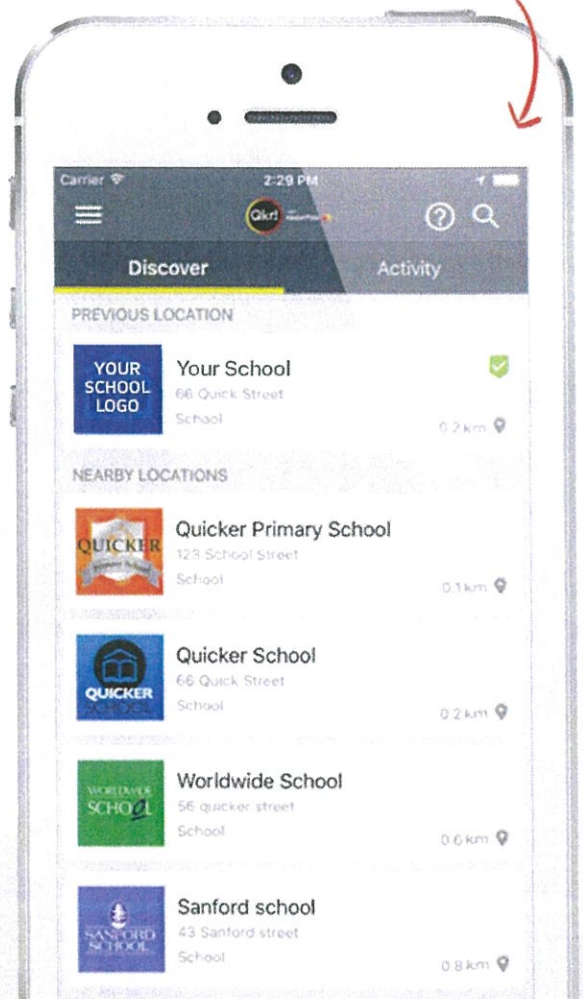 Carrier 2:29 PM
Qkr!
Discover Activity
PREVIOUS LOCATION
YOUR
SCHOOL
LOGO
Your School
66 Quick Street
School
0.2 km
NEARBY LOCATIONS
QUICKER
Primary School
Quicker Primary School
123 School Street
School
0.1 km
QUICKER
SCHOOL
Quicker School
66 Quick Street
School
0.2 km
WORLDWIDE
SCHOOL
Worldwide School
56 quicker street
School
0.6 km
SANFORD
SCHOOL
Sanford school
43 Sanford street
School
0.8 km